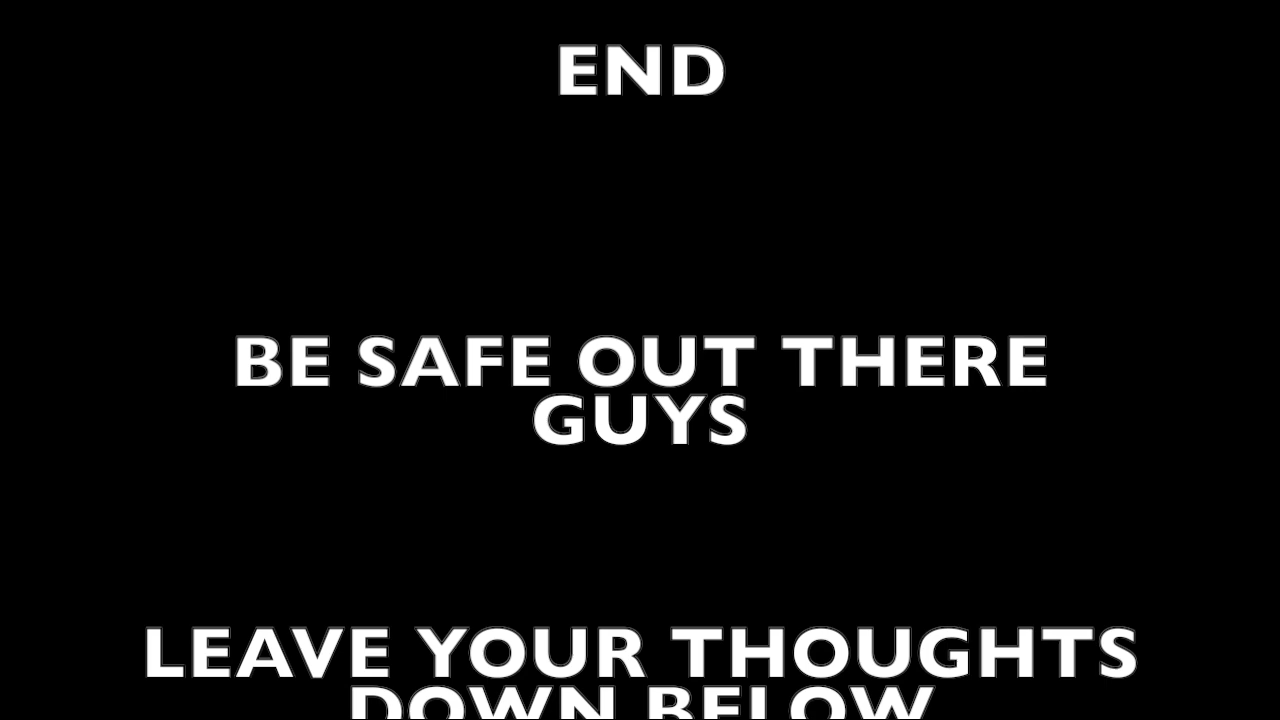 END
BE SAFE OUT THERE
GUYS
LEAVE YOUR THOUGHTS
DOWN BELOW